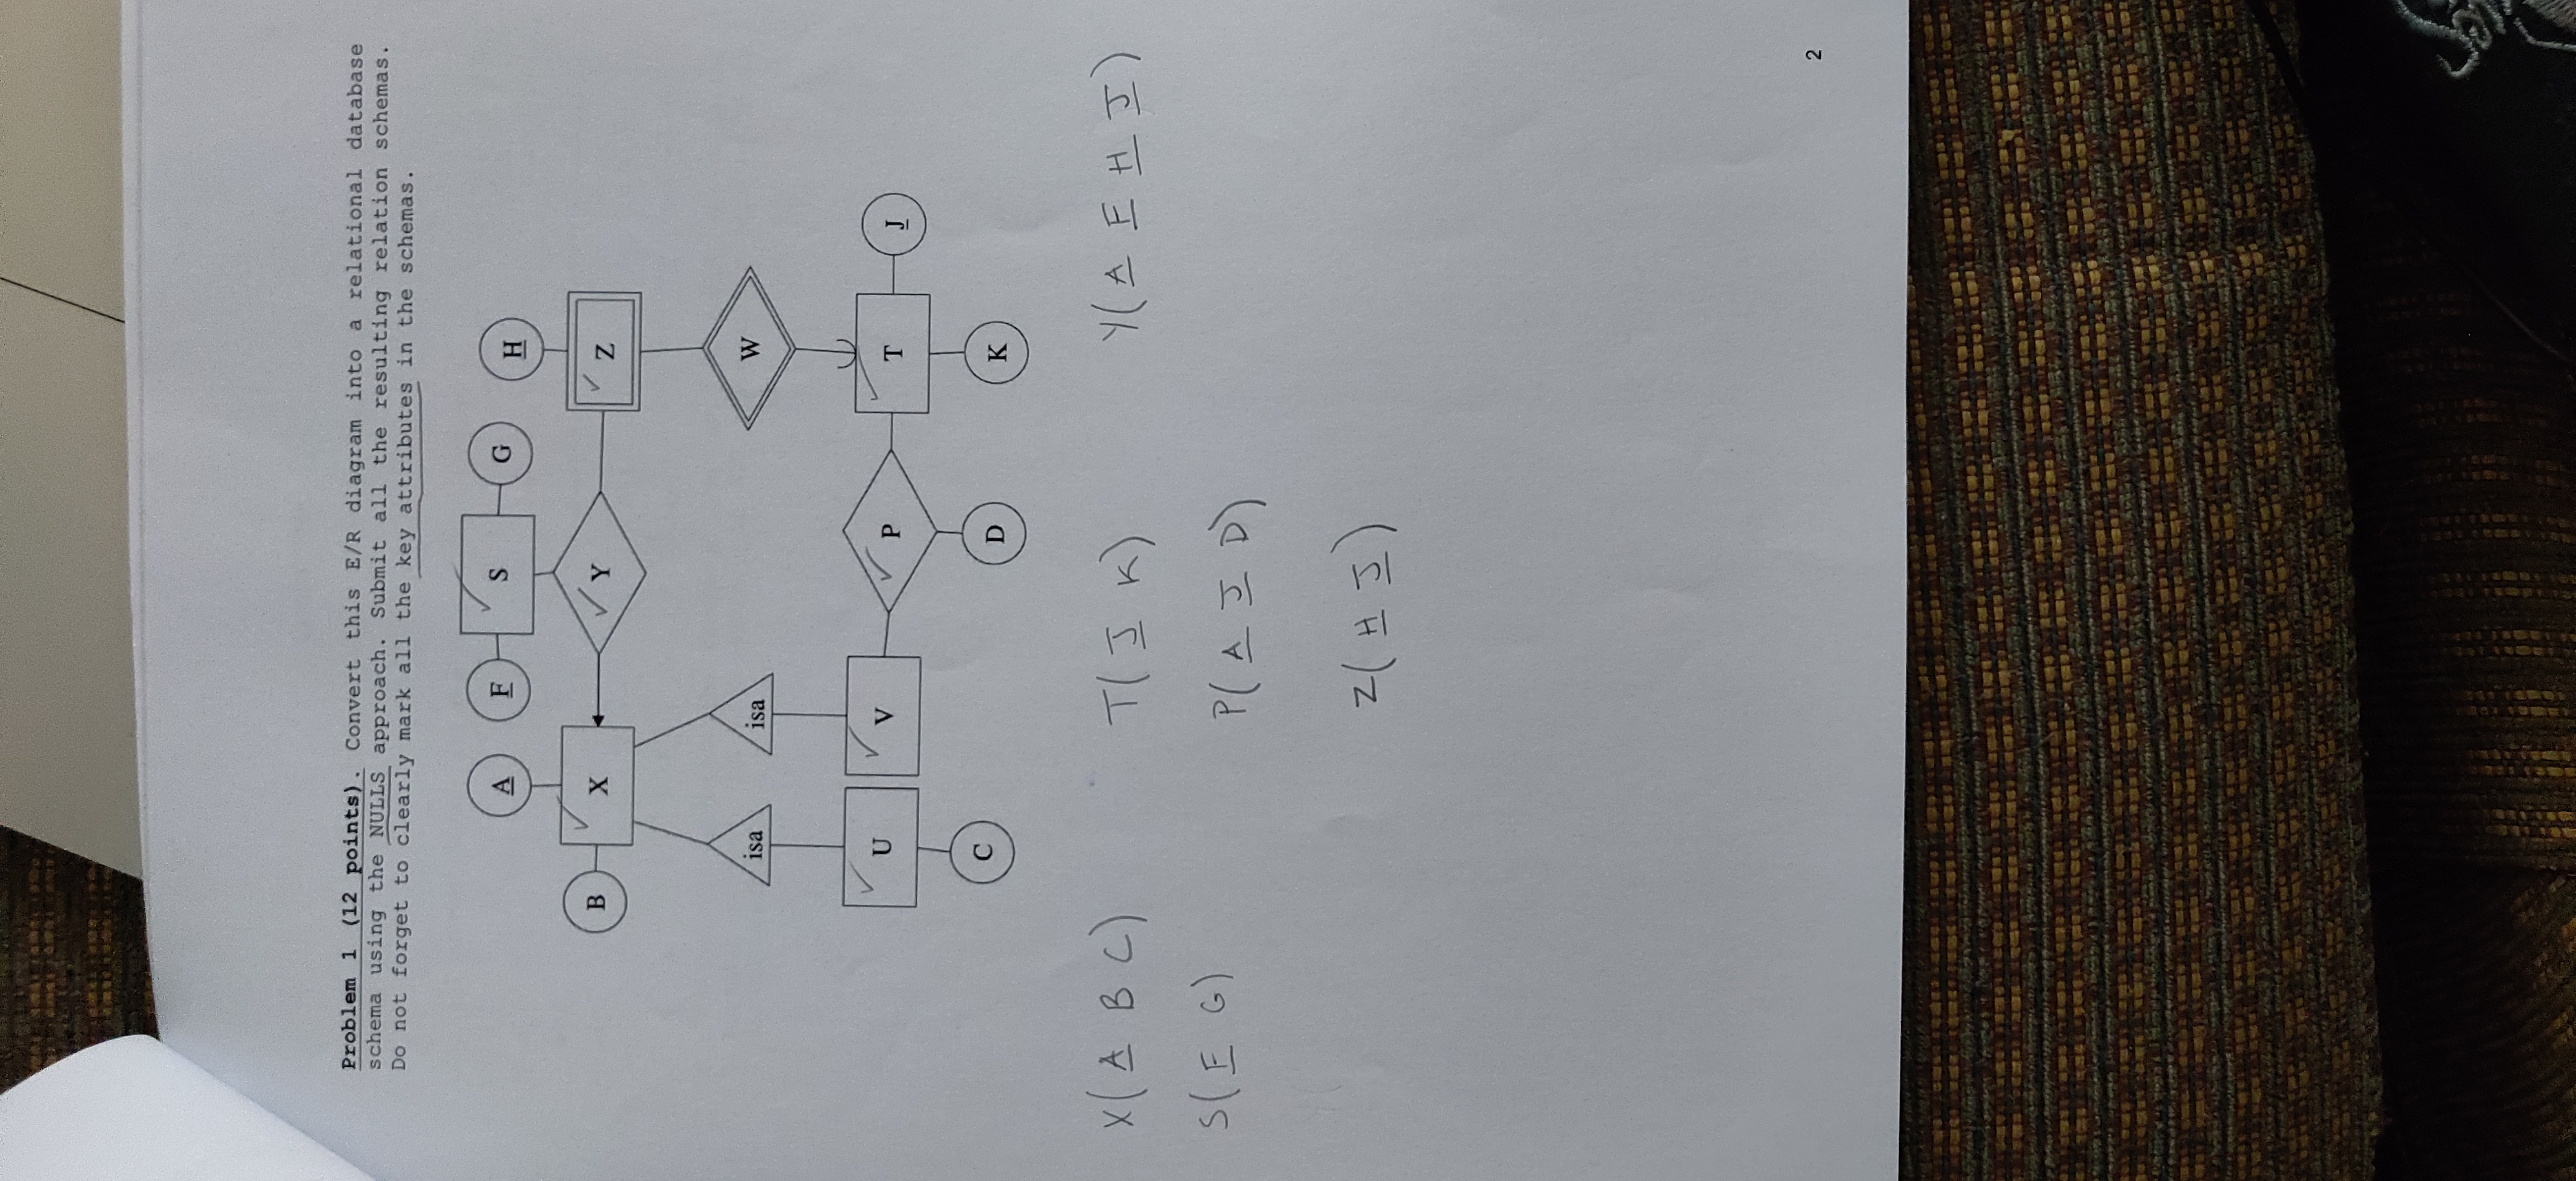 Problem 1 (12 points). Convert this E/R diagram into a relational database
schema using the NULLS approach. Submit all the resulting relation schemas.
Do not forget to clearly mark all the key attributes in the schemas.
A F S G H
B X Y Z
isa isa W
U V P T J
C D K
X(A B C) T(J K) Y(A F H J)
S(F G) P(A J D)
Z(H J)
2